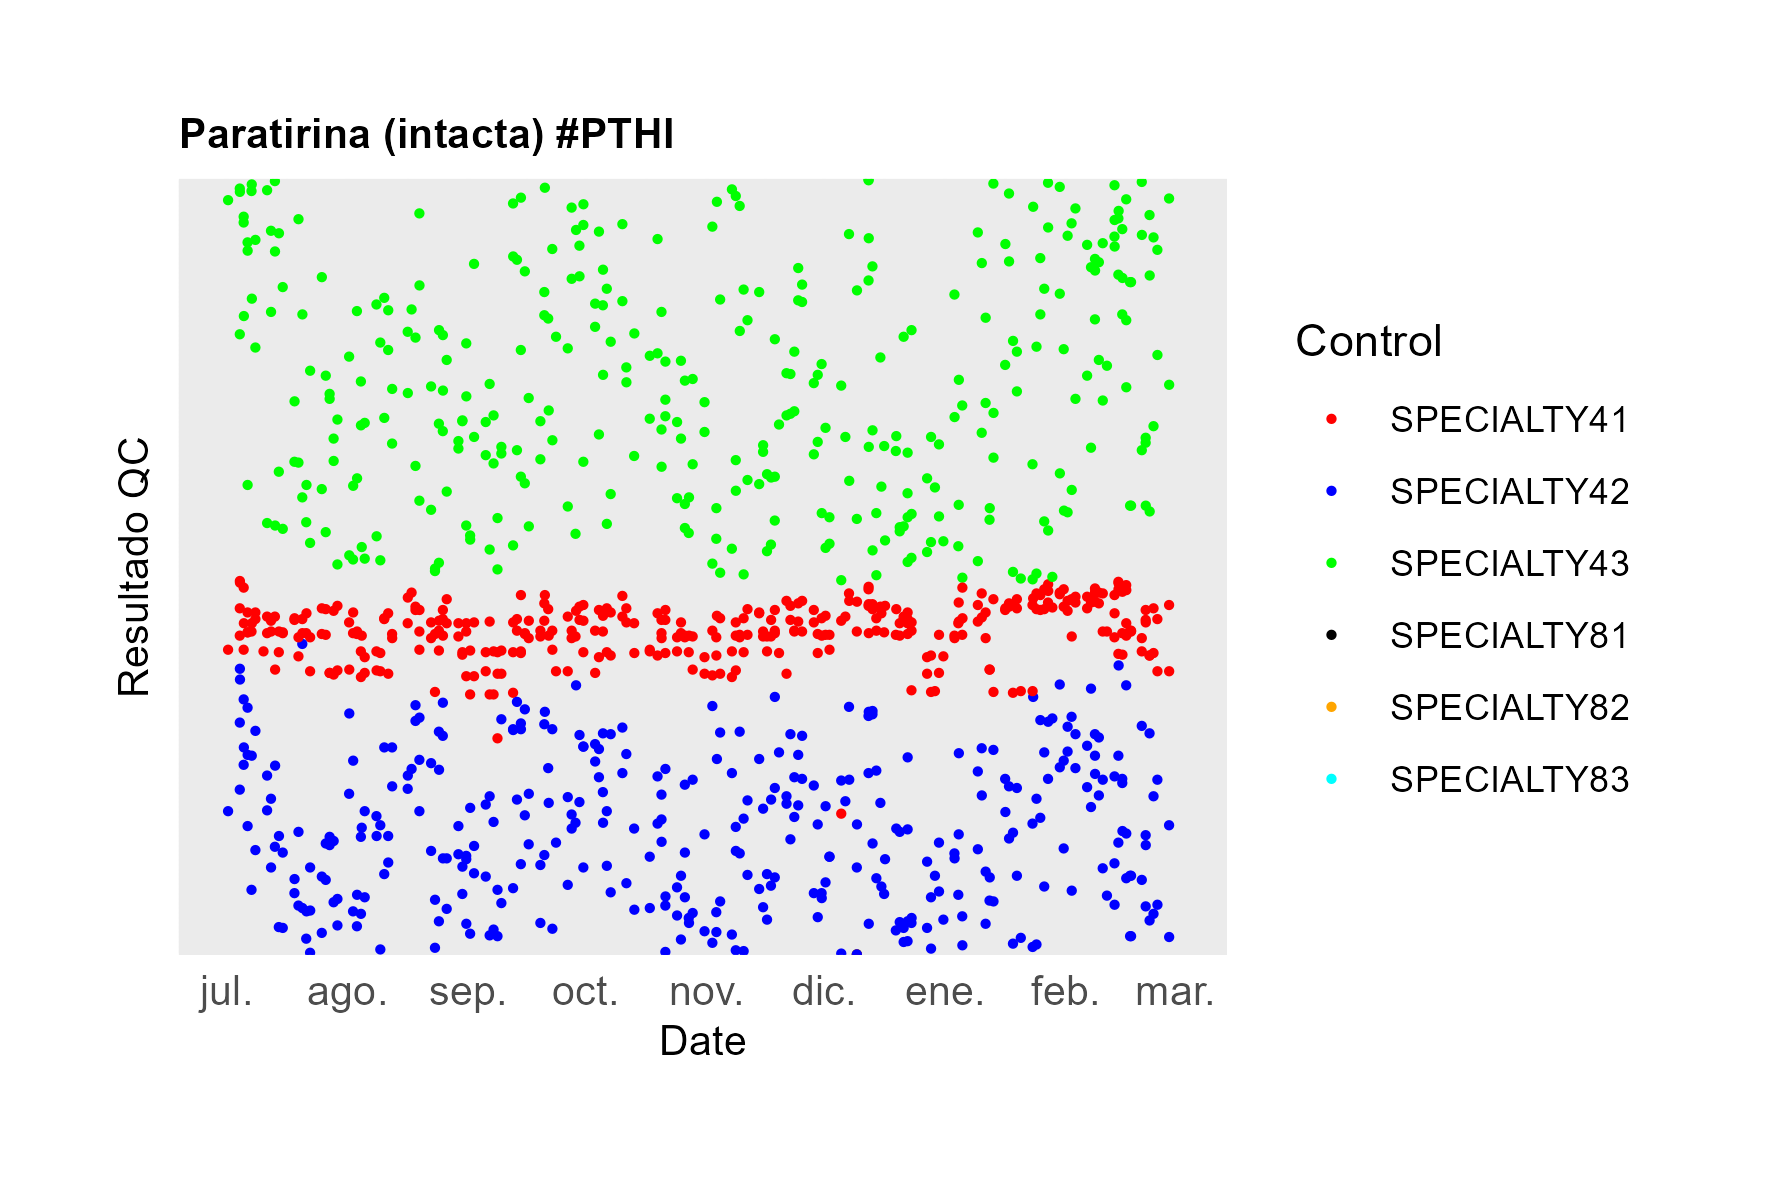 Paratirina (intacta) #PTHI
Resultado QC
Control
SPECIALTY41
SPECIALTY42
SPECIALTY43
SPECIALTY81
SPECIALTY82
SPECIALTY83
jul. ago. sep. oct. nov. dic. ene. feb. mar.
Date